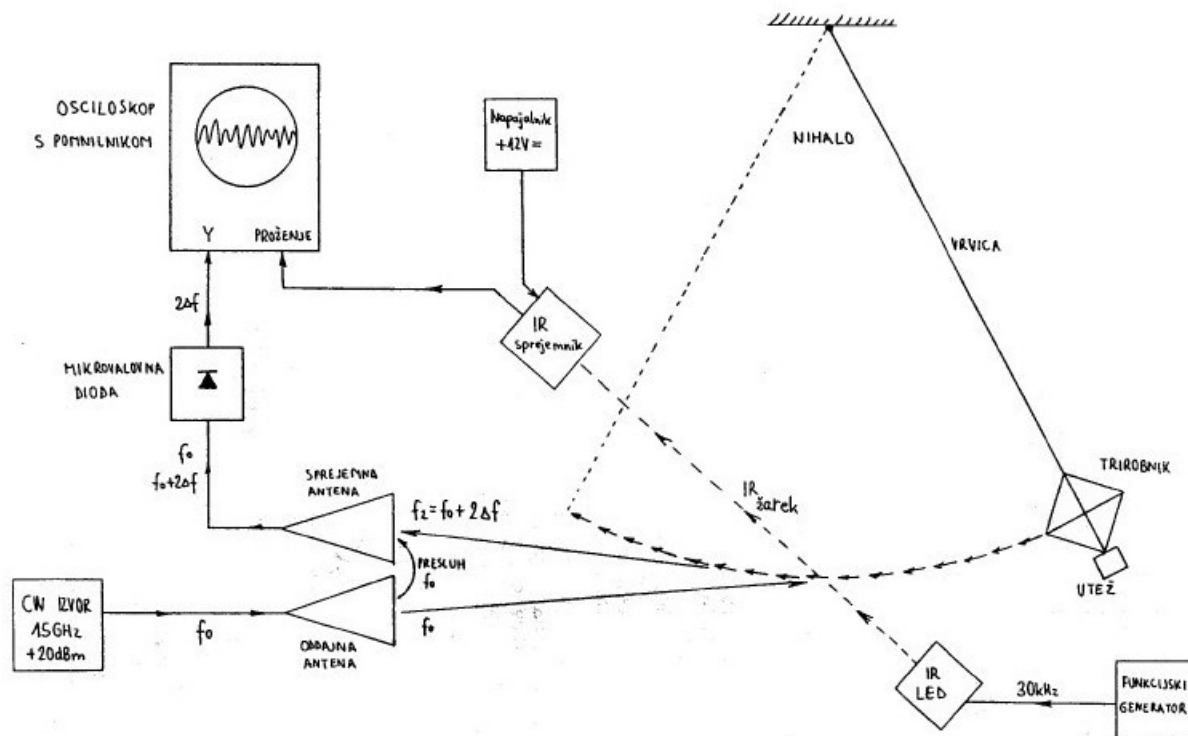 OSCILOSKOP
S POMNILNIKOM
Y
PROŽENJE
Napajalnik
+12V=
NIHALO
VRVICA
2Δf
IR
sprejemnik
MIKROVALOVNA
DIODA
f₀
f₀+2Δf
SPREJEMNA
ANTENA
f₂=f₀+2Δf
IR žarek
TRIROBNIK
UTEŽ
PRESLUH
f₀
CW IZVOR
15GHz
+20dBm
f₀
ODDAJNA
ANTENA
f₀
IR
LED
30kHz
FUNKCIJSKI
GENERATOR